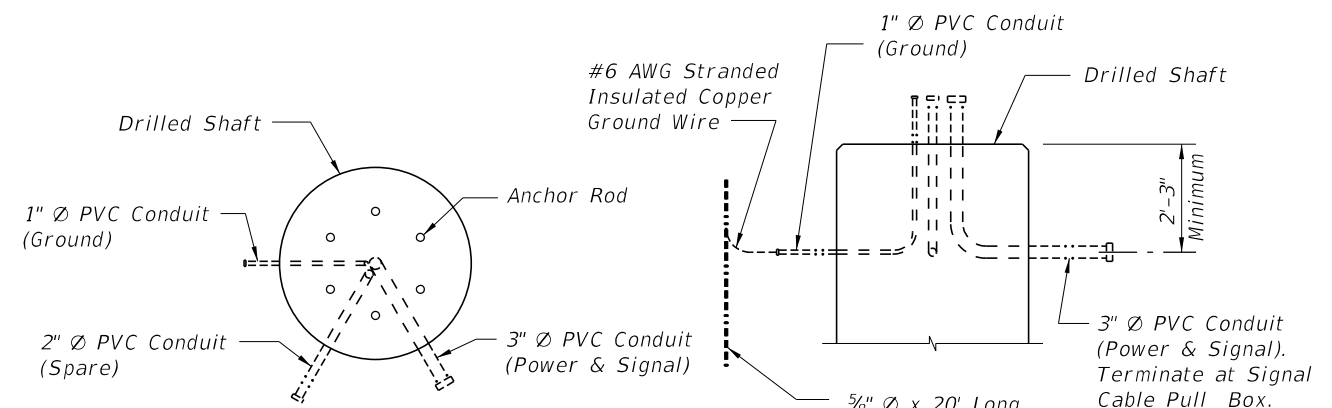 Drilled Shaft
Anchor Rod
1" Ø PVC Conduit
(Ground)
2" Ø PVC Conduit
(Spare)
3" Ø PVC Conduit
(Power & Signal)
1" Ø PVC Conduit
(Ground)
#6 AWG Stranded
Insulated Copper
Ground Wire
Drilled Shaft
2'-3"
Minimum
3" Ø PVC Conduit
(Power & Signal).
Terminate at Signal
Cable Pull Box.
⅝" Ø x 20' Long